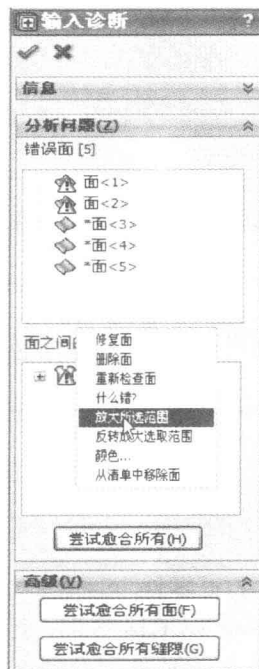 输入诊断 ?
信息
分析问题(Z)
错误面 [5]
面<1>
面<2>
*面<3>
*面<4>
*面<5>
面之间
修复面
删除面
重新检查面
什么错?
放大所选范围
反转放大选取范围
颜色...
从清单中移除面
尝试愈合所有(H)
高级(V)
尝试愈合所有面(F)
尝试愈合所有缝隙(G)